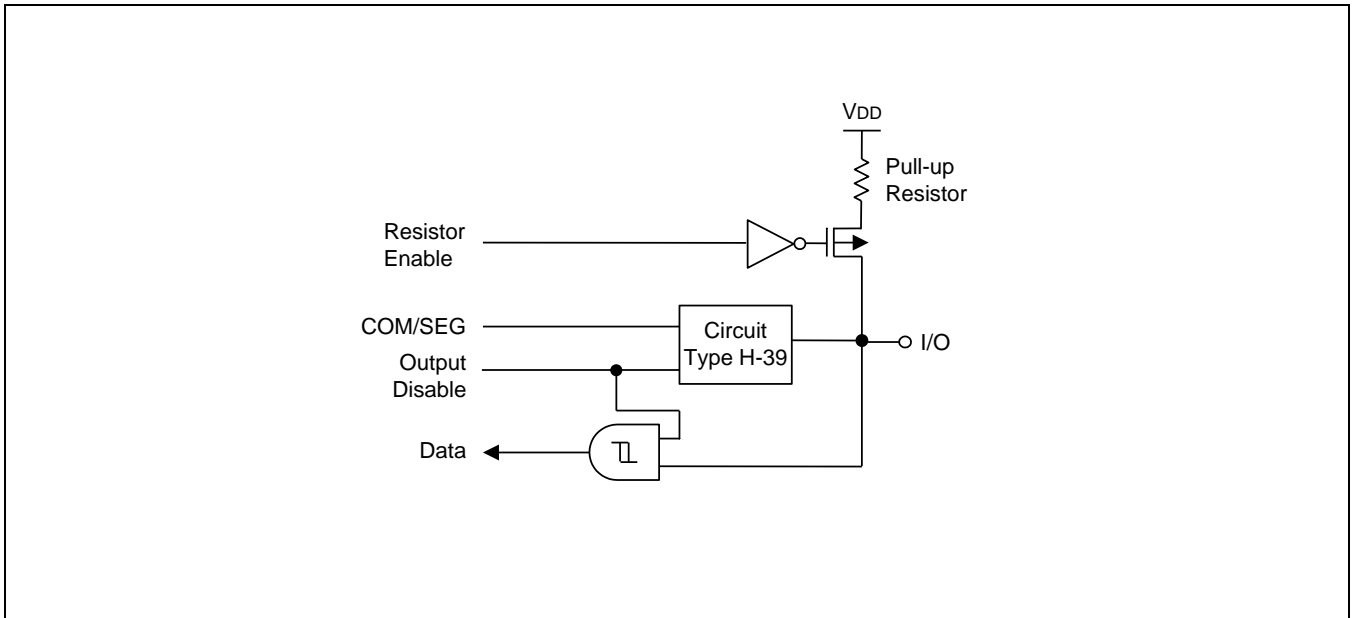 VDD
Pull-up
Resistor
Resistor
Enable
COM/SEG
Circuit
Type H-39
I/O
Output
Disable
Data